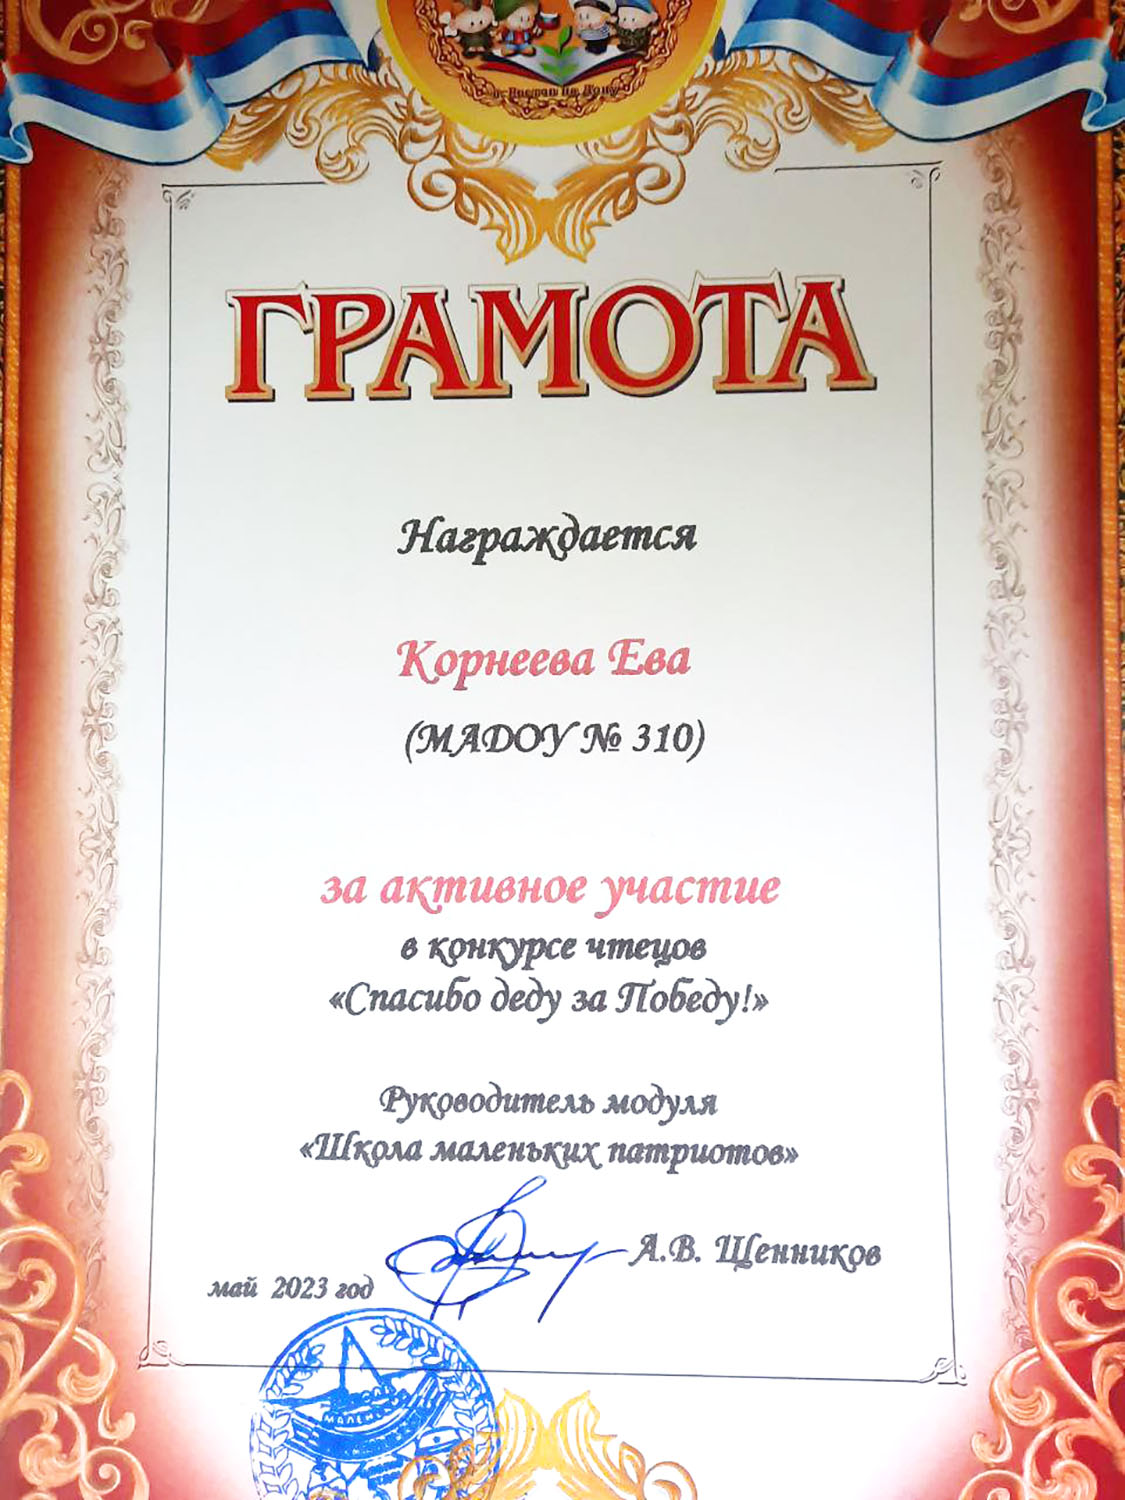 ГРАМОТА
Награждается
Корнеева Ева
(МАДОУ № 310)
за активное участие
в конкурсе чтецов
«Спасибо деду за Победу!»
Руководитель модуля
«Школа маленьких патриотов»
А.В. Щенников
май 2023 год